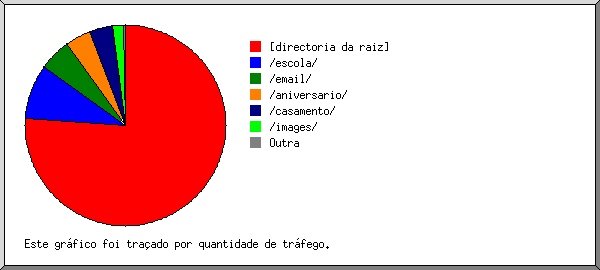 [directoria da raiz]
/escola/
/email/
/aniversario/
/casamento/
/images/
Outra
Este gráfico foi traçado por quantidade de tráfego.